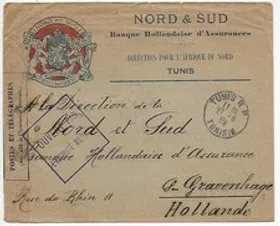 NORD & SUD
Banque Hollandaise d'Assurances
DIRECTION POUR L'AFRIQUE DU NORD
TUNIS
POSTES ET TÉLÉGRAPHES
TUNIS R.P.
TUNISIE
A la Direction de la
Nord et Sud
OUVERT
Banque Hollandaise d'Assurance
Rue du Rhin 11
s'Gravenhage
Hollande